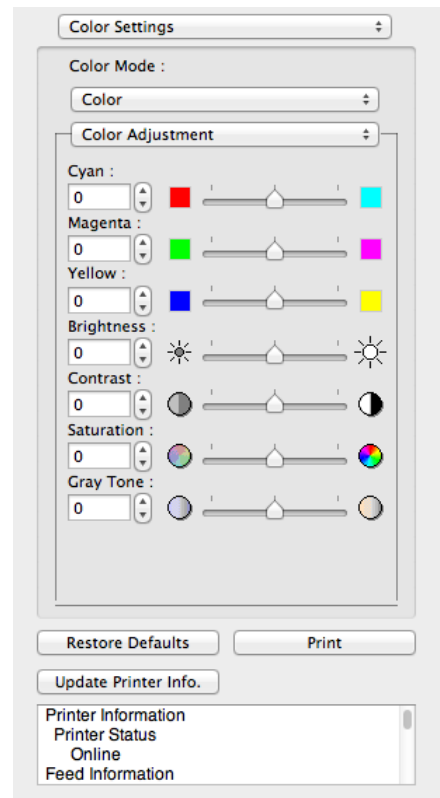 Color Settings
Color Mode :
Color
Color Adjustment
Cyan :
0
Magenta :
0
Yellow :
0
Brightness :
0
Contrast :
0
Saturation :
0
Gray Tone :
0
Restore Defaults Print
Update Printer Info.
Printer Information
Printer Status
Online
Feed Information